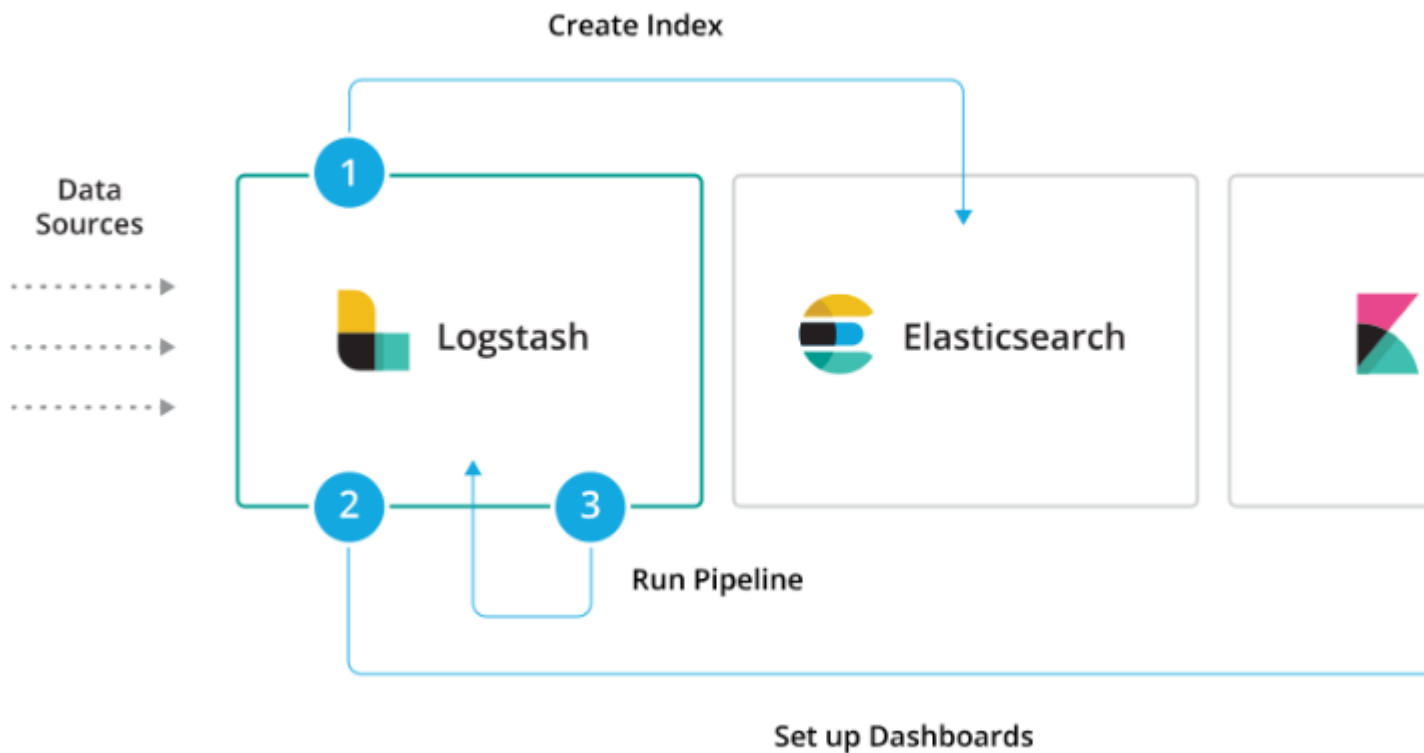 Create Index
1
Data
Sources
Logstash
Elasticsearch
2
3
Run Pipeline
Set up Dashboards